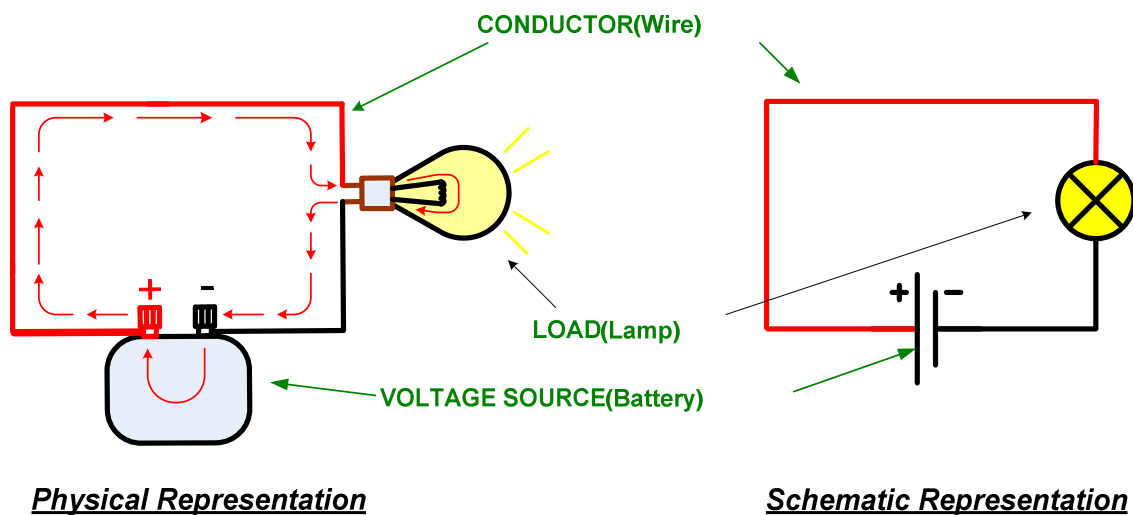 CONDUCTOR(Wire)
+ -
+ -
LOAD(Lamp)
VOLTAGE SOURCE(Battery)
Physical Representation
Schematic Representation